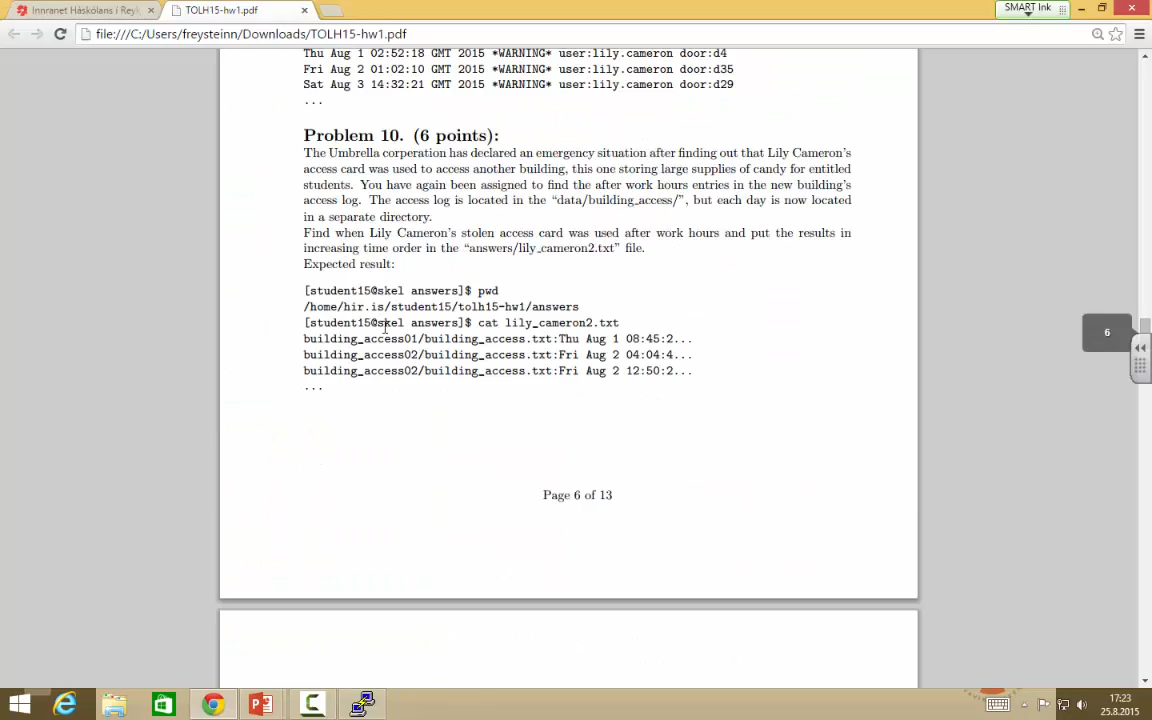 Innranet Háskólans í Reykj
TOLH15-hw1.pdf
SMART Ink
file:///C:/Users/freysteinn/Downloads/TOLH15-hw1.pdf
Thu Aug 1 02:52:18 GMT 2015 *WARNING* user:lily.cameron door:d4
Fri Aug 2 01:02:10 GMT 2015 *WARNING* user:lily.cameron door:d35
Sat Aug 3 14:32:21 GMT 2015 *WARNING* user:lily.cameron door:d29
...
Problem 10. (6 points):
The Umbrella corporation has declared an emergency situation after finding out that Lily Cameron's
access card was used to access another building, this one storing large supplies of candy for entitled
students. You have again been assigned to find the after work hours entries in the new building's
access log. The access log is located in the “data/building_access/”, but each day is now located
in a separate directory.
Find when Lily Cameron's stolen access card was used after work hours and put the results in
increasing time order in the “answers/lily_cameron2.txt” file.
Expected result:
[student15@skel answers]$ pwd
/home/hir.is/student15/tolh15-hw1/answers
[student15@skel answers]$ cat lily_cameron2.txt
building_access01/building_access.txt:Thu Aug 1 08:45:2...
building_access02/building_access.txt:Fri Aug 2 04:04:4...
building_access02/building_access.txt:Fri Aug 2 12:50:2...
...
6
Page 6 of 13
17:23
25.8.2015